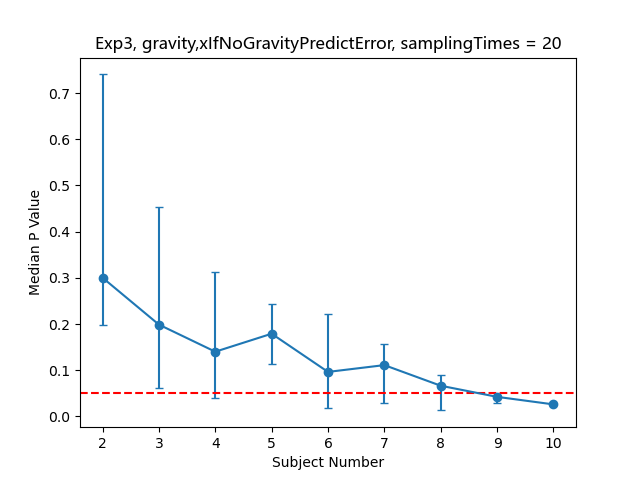 Exp3, gravity,xIfNoGravityPredictError, samplingTimes = 20
Median P Value
0.7
0.6
0.5
0.4
0.3
0.2
0.1
0.0
2 3 4 5 6 7 8 9 10
Subject Number